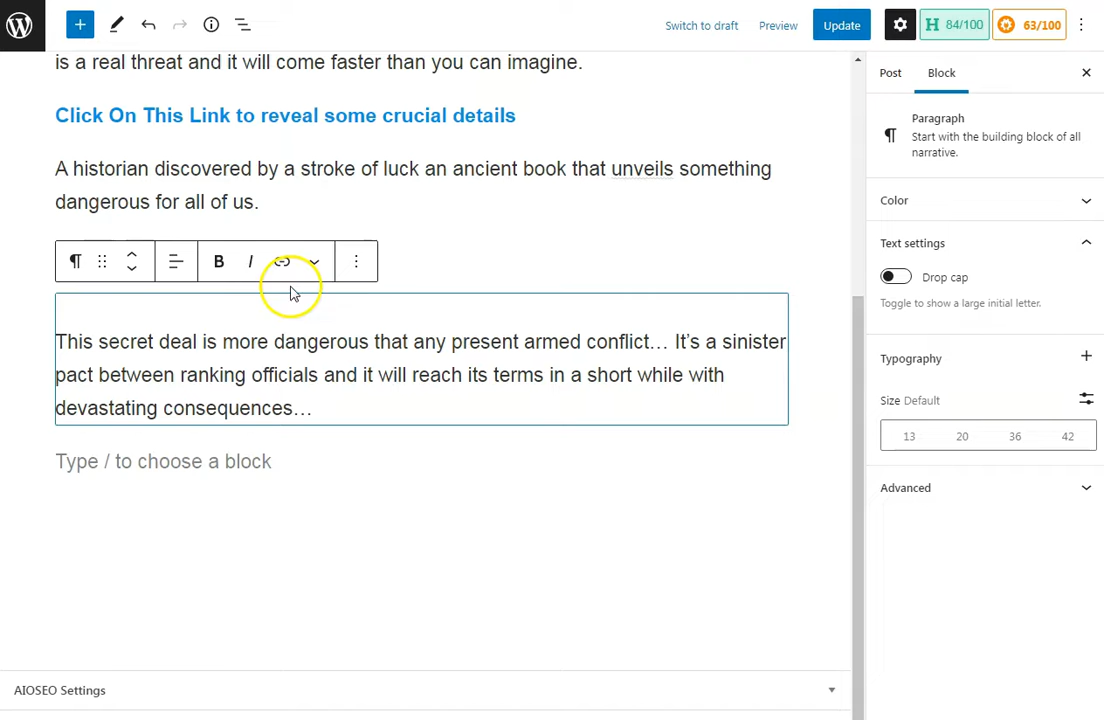 Switch to draft Preview Update H 84/100 63/100
is a real threat and it will come faster than you can imagine.
Click On This Link to reveal some crucial details
A historian discovered by a stroke of luck an ancient book that unveils something
dangerous for all of us.
B I
This secret deal is more dangerous that any present armed conflict… It’s a sinister
pact between ranking officials and it will reach its terms in a short while with
devastating consequences…
Type / to choose a block
AIOSEO Settings
Post Block
Paragraph
Start with the building block of all
narrative.
Color
Text settings
Drop cap
Toggle to show a large initial letter.
Typography
Size Default
13 20 36 42
Advanced